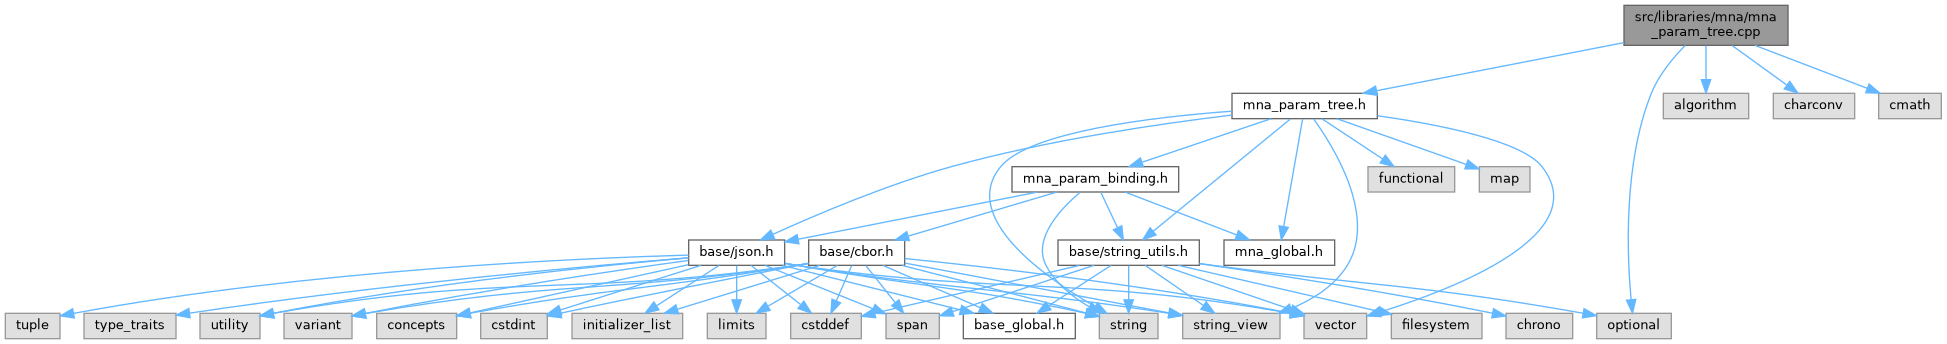 src/libraries/mna/mna
_param_tree.cpp
mna_param_tree.h
algorithm
charconv
cmath
mna_param_binding.h
functional
map
base/json.h
base/cbor.h
base/string_utils.h
mna_global.h
tuple
type_traits
utility
variant
concepts
cstdint
initializer_list
limits
cstddef
span
base_global.h
string
string_view
vector
filesystem
chrono
optional